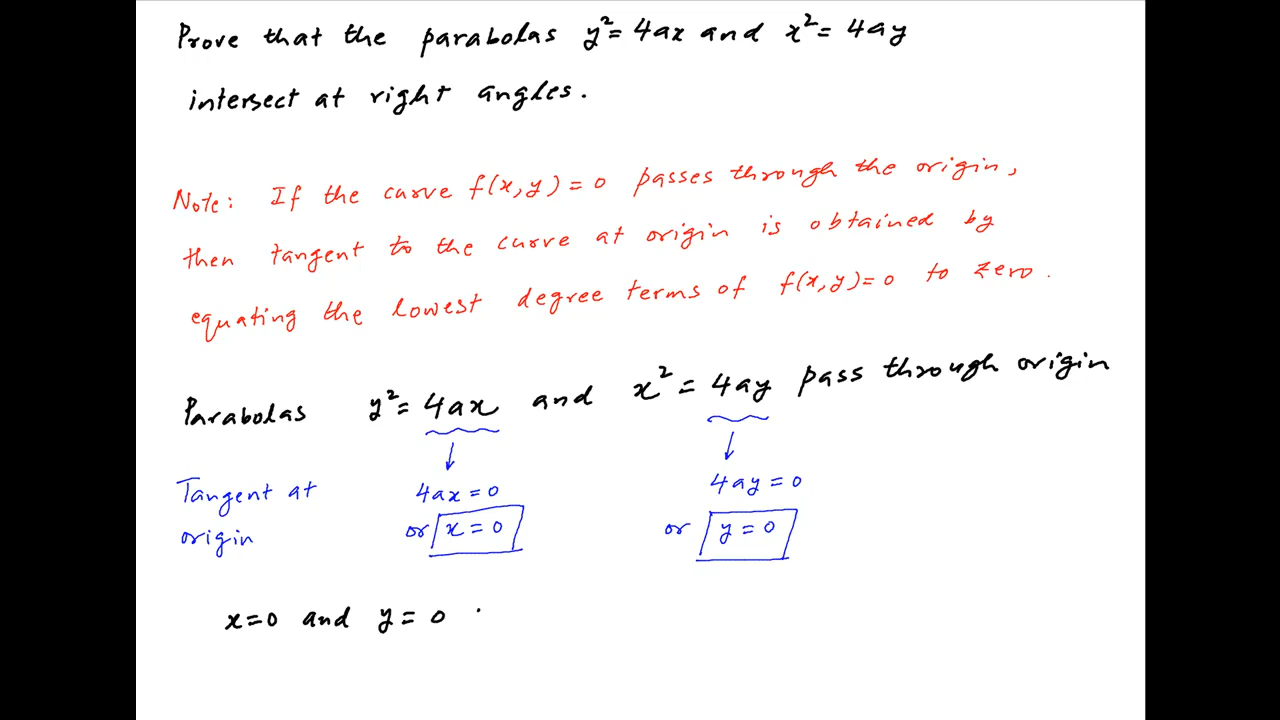 Prove that the parabolas y² = 4ax and x² = 4ay
intersect at right angles.
Note: If the curve f(x,y) = 0 passes through the origin,
then tangent to the curve at origin is obtained by
equating the lowest degree terms of f(x,y) = 0 to zero.
Parabolas y² = 4ax and x² = 4ay pass through origin
Tangent at 4ax = 0 4ay = 0
origin or x = 0 or y = 0
x = 0 and y = 0